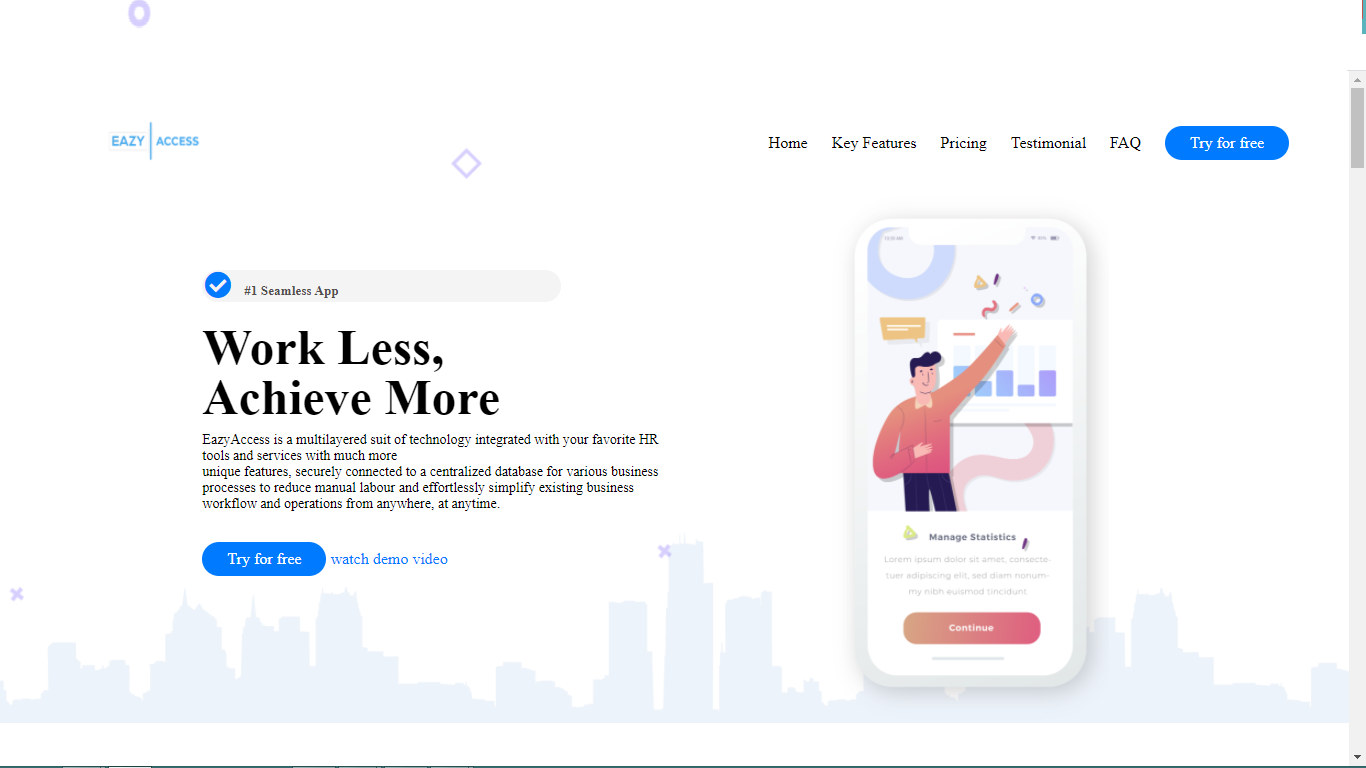 EAZY ACCESS
Home Key Features Pricing Testimonial FAQ Try for free
#1 Seamless App
Work Less,
Achieve More
EazyAccess is a multilayered suit of technology integrated with your favorite HR
tools and services with much more
unique features, securely connected to a centralized database for various business
processes to reduce manual labour and effortlessly simplify existing business
workflow and operations from anywhere, at anytime.
Try for free watch demo video
Manage Statistics
Lorem ipsum dolor sit amet, consecte-
tuer adipiscing elit, sed diam nonum-
my nibh euismod tincidunt
Continue